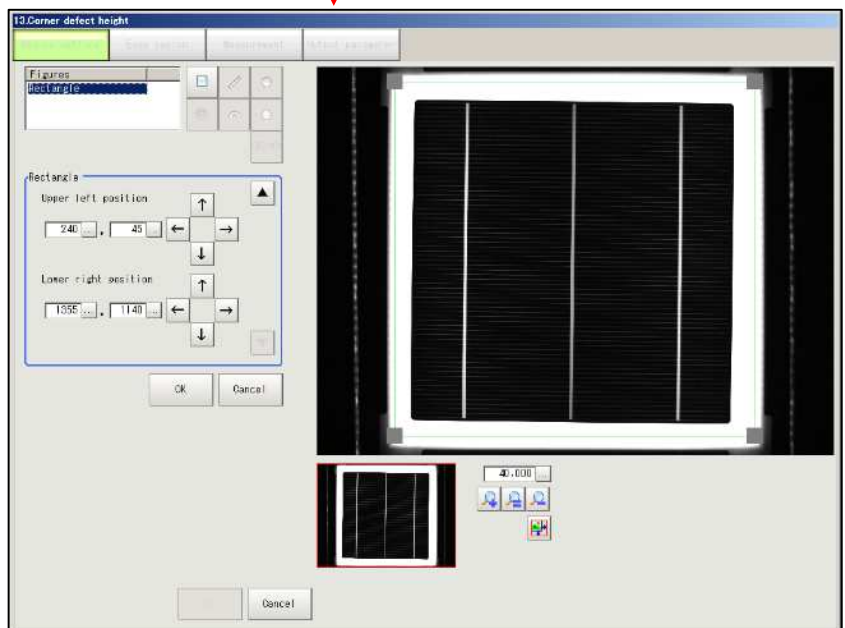 13.Corner defect height
Measurement
Figures
Rectangle
Rectangle
Upper left position
240 ... , 45 ...
Lower right position
1355 ... , 1140 ...
OK Cancel
40.000 ...
Cancel